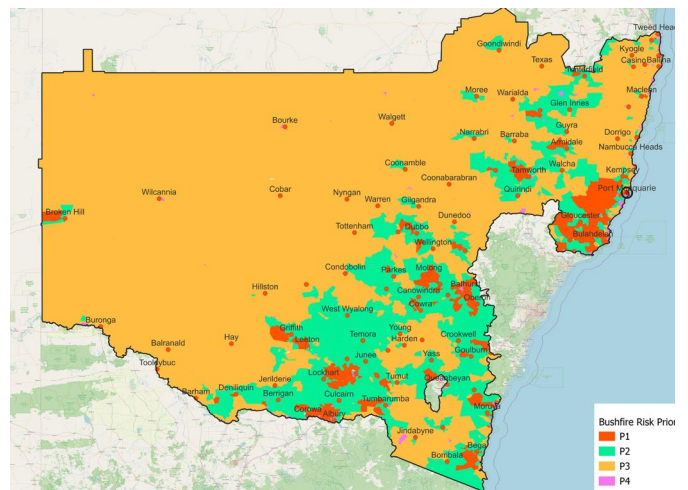 Tweed Head
Kyogle
Goondiwindi
Texas
Casino
Ballina
Tenterfield
Moree
Warialda
Maclean
Glen Innes
Bourke
Walgett
Guyra
Narrabri
Barraba
Armidale
Dorrigo
Nambucca Heads
Coonamble
Tamworth
Walcha
Kempsey
Coonabarabran
Wilcannia
Cobar
Nyngan
Quirindi
Port Macquarie
Warren
Gilgandra
Broken Hill
Dunedoo
Gloucester
Tottenham
Dubbo
Bulahdelah
Wellington
Condobolin
Parkes
Molong
Hillston
Canowindra
Bathurst
Cowra
Oberon
West Wyalong
Buronga
Griffith
Temora
Young
Crookwell
Hay
Leeton
Harden
Balranald
Junee
Yass
Goulburn
Tooleybuc
Lockhart
Tumut
Queanbeyan
Jerilderie
Barham
Deniliquin
Berrigan
Culcairn
Tumbarumba
Moruya
Corowa
Albury
Jindabyne
Bega
Bombala
Bushfire Risk Prior
P1
P2
P3
P4